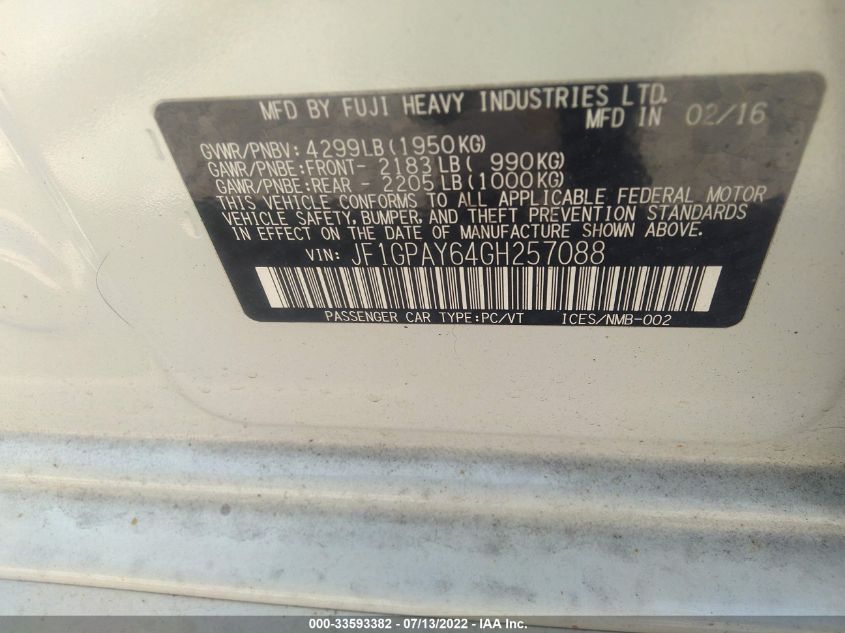 MFD BY FUJI HEAVY INDUSTRIES LTD.
MFD IN 02/16
GVWR/PNBV: 4299LB(1950KG)
GAWR/PNBE:FRONT- 2183LB( 990KG)
GAWR/PNBE:REAR - 2205LB(1000KG)
THIS VEHICLE CONFORMS TO ALL APPLICABLE FEDERAL MOTOR
VEHICLE SAFETY, BUMPER, AND THEFT PREVENTION STANDARDS
IN EFFECT ON THE DATE OF MANUFACTURE SHOWN ABOVE.
VIN: JF1GPAY64GH257088
PASSENGER CAR TYPE:PC/VT ICES/NMB-002
000-33593382 - 07/13/2022 - IAA Inc.